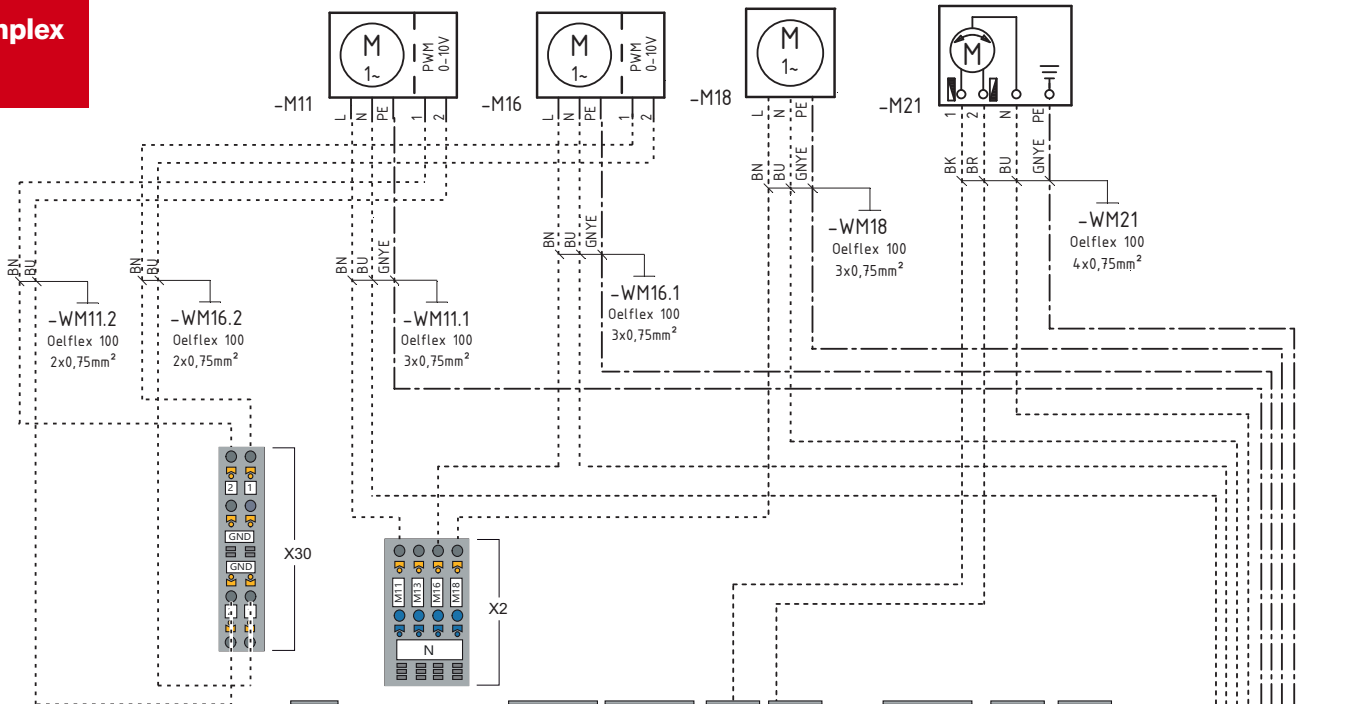 nplex
-M11
M
1~
PWM
0-10V
L
N
PE
1
2
-M16
M
1~
PWM
0-10V
L
N
PE
1
2
-M18
M
1~
L
N
PE
-M21
M
1
2
N
PE
BN
BU
GNYE
-WM18
Oelflex 100
3x0,75mm²
BK
BR
BU
GNYE
-WM21
Oelflex 100
4x0,75mm²
BN
BU
-WM11.2
Oelflex 100
2x0,75mm²
BN
BU
-WM16.2
Oelflex 100
2x0,75mm²
BN
BU
GNYE
-WM11.1
Oelflex 100
3x0,75mm²
BN
BU
GNYE
-WM16.1
Oelflex 100
3x0,75mm²
2
1
GND
GND
X30
M11
M13
M16
M18
N
X2